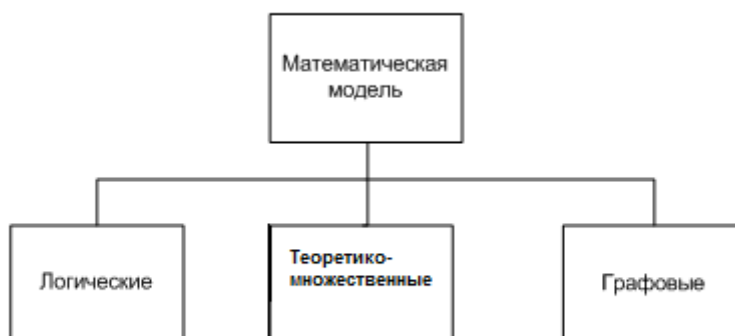 Математическая
модель
Логические
Теоретико-
множественные
Графовые